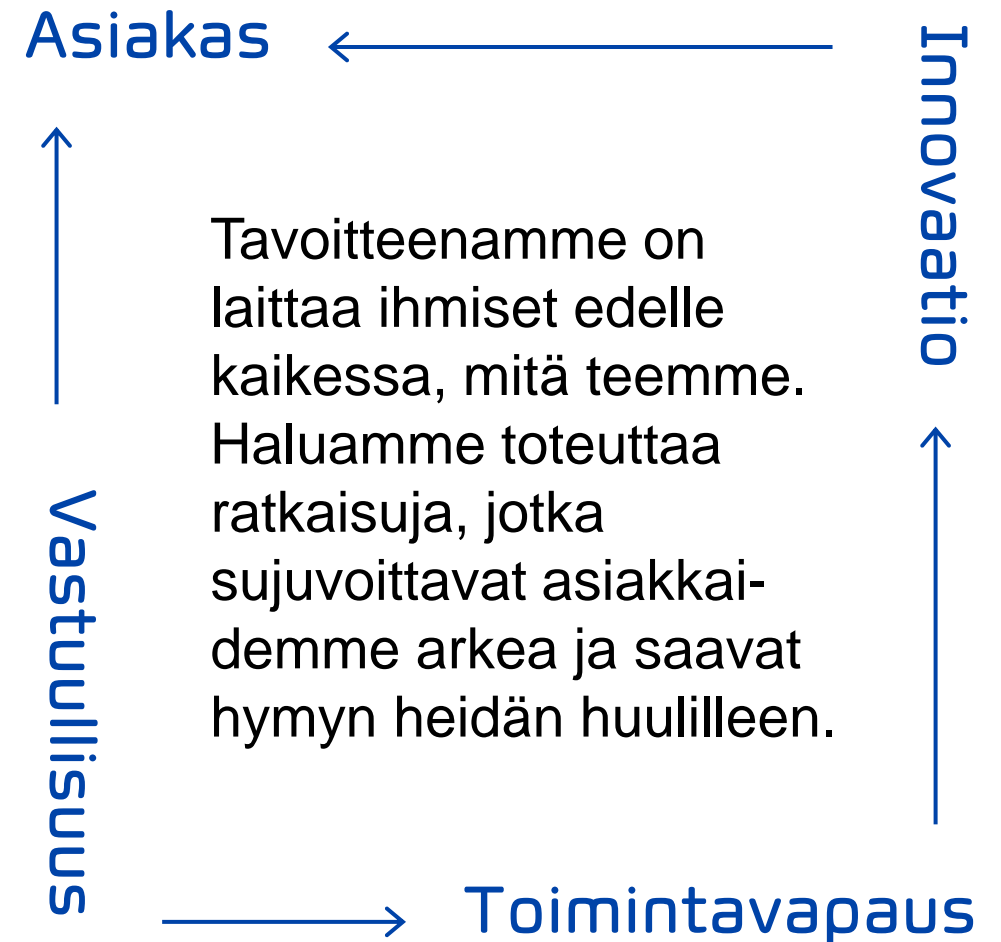 Asiakas
Innovaatio
Tavoitteenamme on
laittaa ihmiset edelle
kaikessa, mitä teemme.
Haluamme toteuttaa
ratkaisuja, jotka
sujuvoittavat asiakkai-
demme arkea ja saavat
hymyn heidän huulilleen.
Vastuullisuus
Toimintavapaus